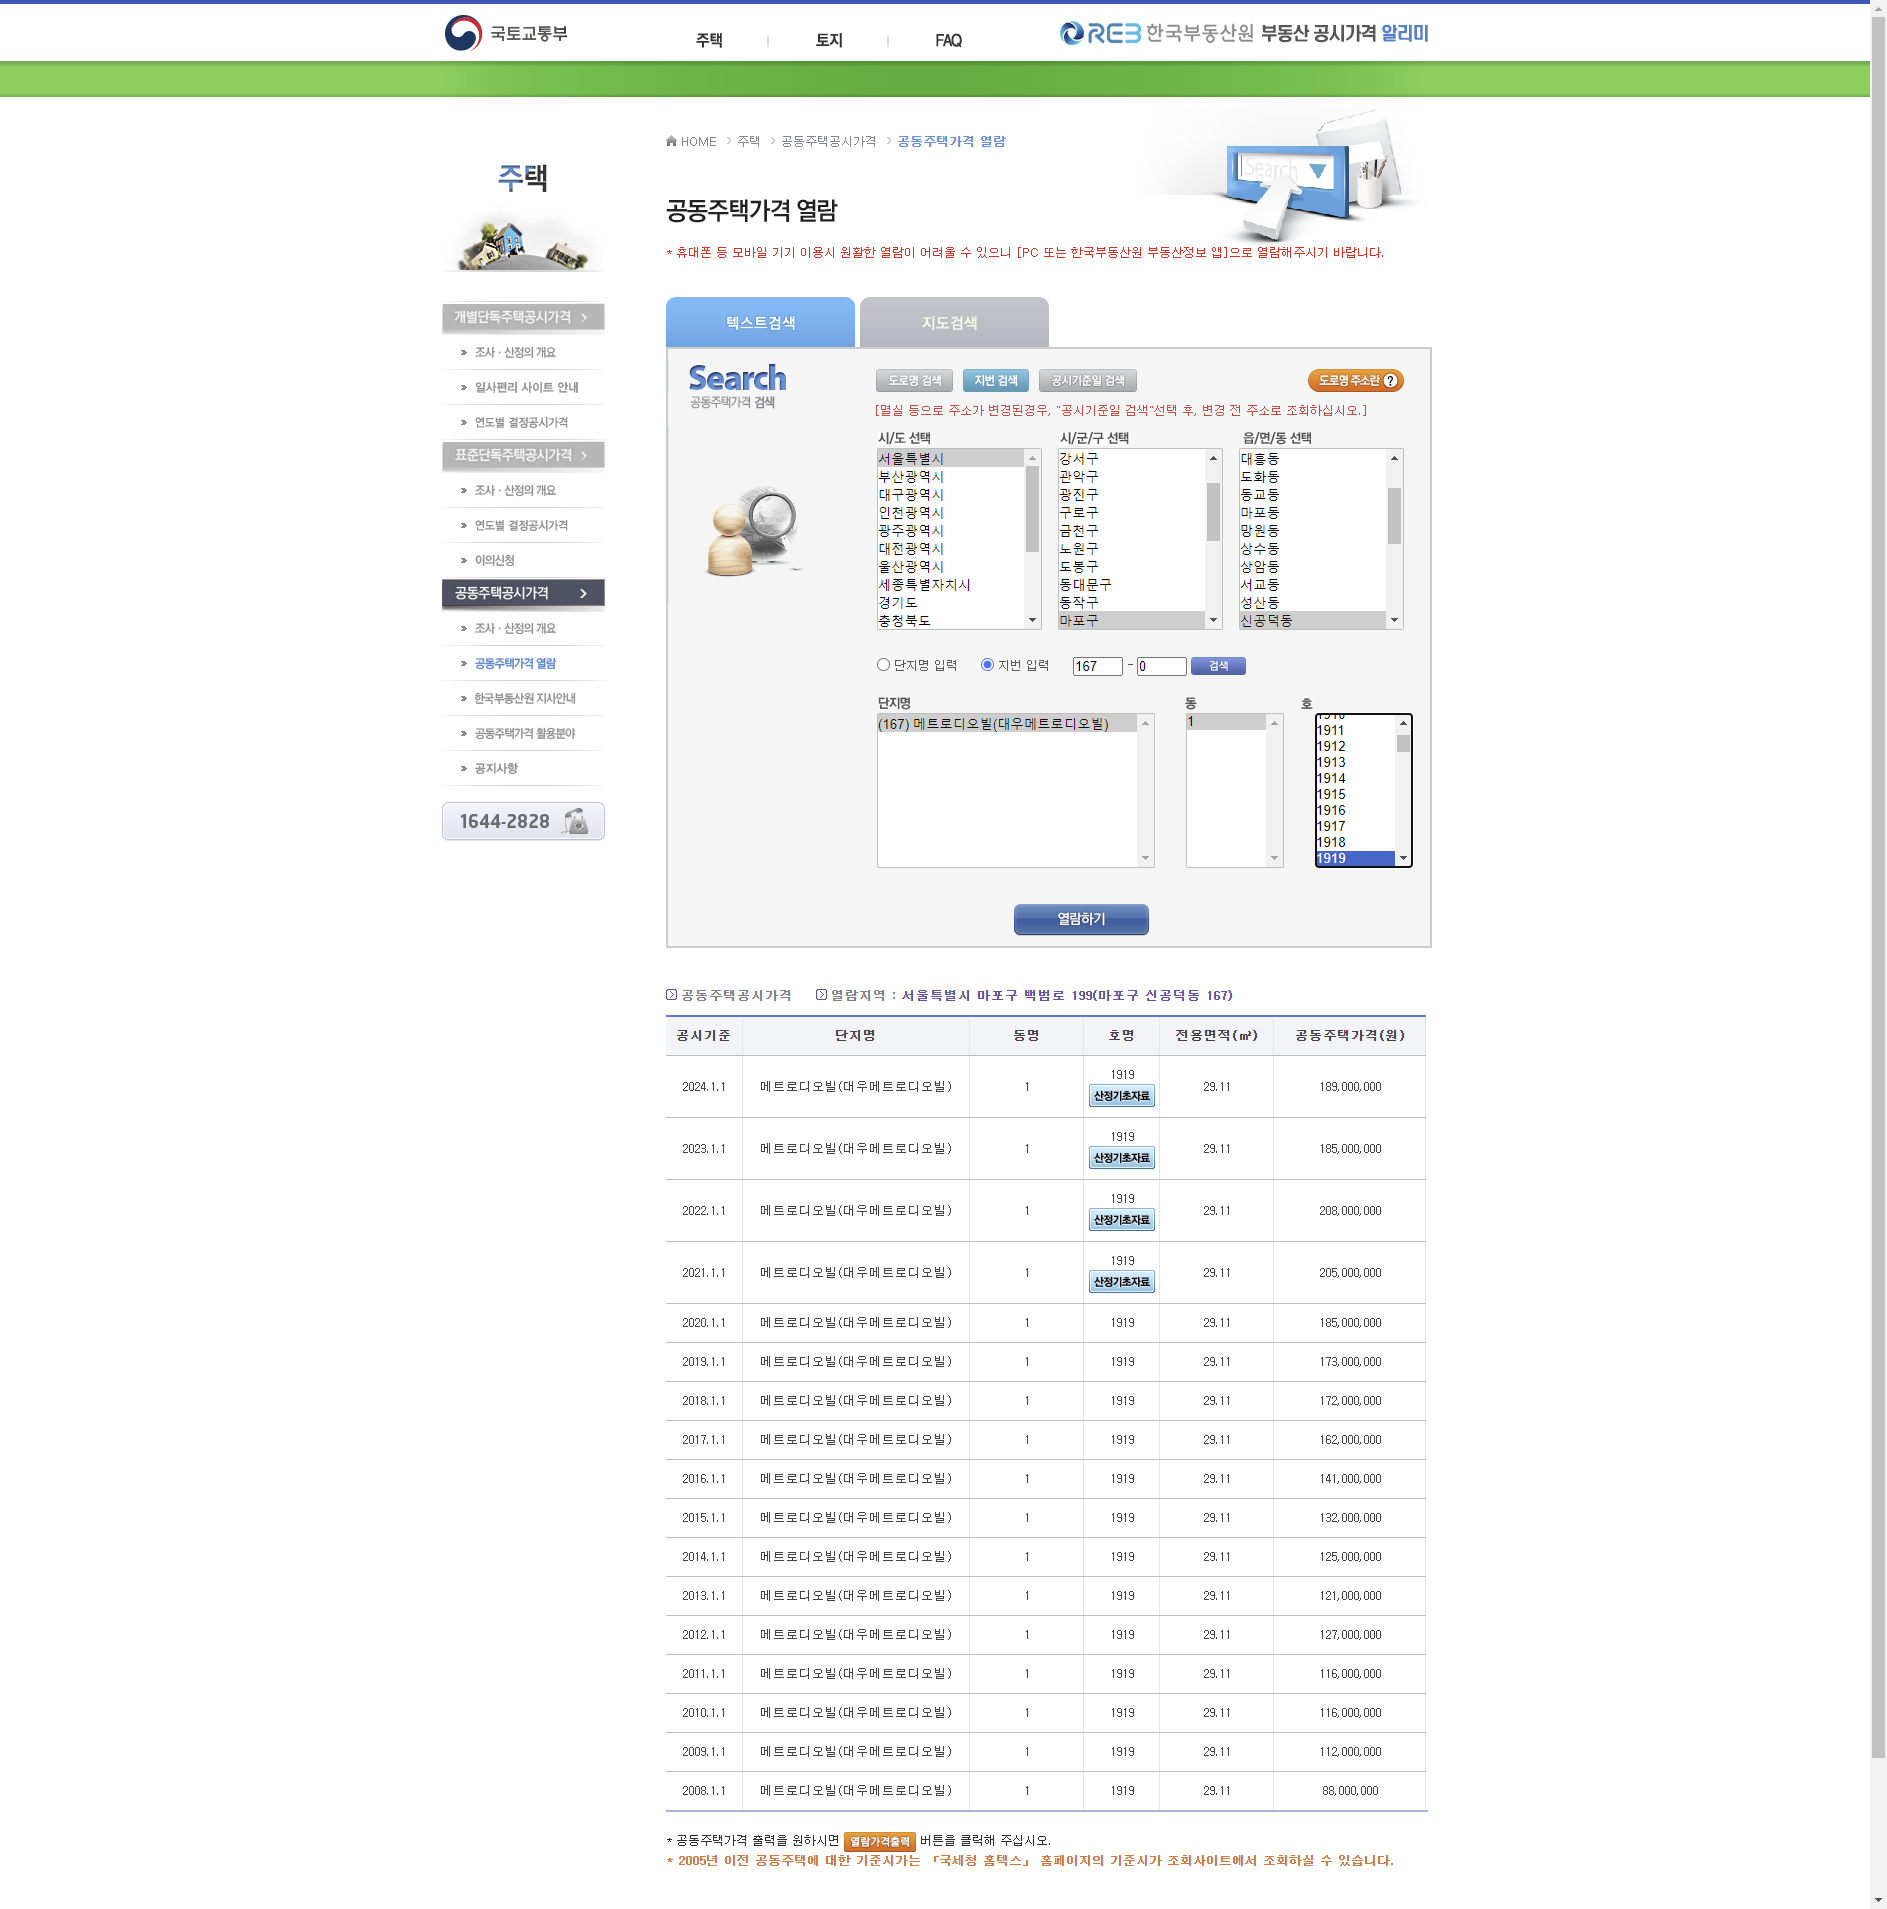 국토교통부
주택
토지
FAQ
REB 한국부동산원 부동산 공시가격 알리미
HOME 주택 공동주택공시가격 공동주택가격 열람
주택
공동주택가격 열람
* 휴대폰 등 모바일 기기 이용시 원활한 열람이 어려울 수 있으니 [PC 또는 한국부동산원 부동산정보 앱]으로 열람해주시기 바랍니다.
Search
개별단독주택공시가격
조사ㆍ산정의 개요
일사편리 사이트 안내
연도별 결정공시가격
표준단독주택공시가격
조사ㆍ산정의 개요
연도별 결정공시가격
이의신청
공동주택공시가격
조사ㆍ산정의 개요
공동주택가격 열람
한국부동산원 지사안내
공동주택가격 활용분야
공지사항
1644-2828
텍스트검색
지도검색
Search
공동주택가격 검색
도로명 검색
지번 검색
공시기준일 검색
도로명 주소란 ?
[멸실 등으로 주소가 변경된경우, "공시기준일 검색"선택 후, 변경 전 주소로 조회하십시오.]
시/도 선택
서울특별시
부산광역시
대구광역시
인천광역시
광주광역시
대전광역시
울산광역시
세종특별자치시
경기도
충청북도
시/군/구 선택
강서구
관악구
광진구
구로구
금천구
노원구
도봉구
동대문구
동작구
마포구
읍/면/동 선택
대흥동
도화동
동교동
마포동
망원동
상수동
상암동
서교동
성산동
신공덕동
단지명 입력
지번 입력
167 - 0
검색
단지명
(167) 메트로디오빌(대우메트로디오빌)
동
1
호
1910
1911
1912
1913
1914
1915
1916
1917
1918
1919
열람하기
공동주택공시가격
열람지역 : 서울특별시 마포구 백범로 199(마포구 신공덕동 167)
공시기준 단지명 동명 호명 전용면적(㎡) 공동주택가격(원)
2024.1.1 메트로디오빌(대우메트로디오빌) 1 1919 산정기초자료 29.11 189,000,000
2023.1.1 메트로디오빌(대우메트로디오빌) 1 1919 산정기초자료 29.11 185,000,000
2022.1.1 메트로디오빌(대우메트로디오빌) 1 1919 산정기초자료 29.11 208,000,000
2021.1.1 메트로디오빌(대우메트로디오빌) 1 1919 산정기초자료 29.11 205,000,000
2020.1.1 메트로디오빌(대우메트로디오빌) 1 1919 29.11 185,000,000
2019.1.1 메트로디오빌(대우메트로디오빌) 1 1919 29.11 173,000,000
2018.1.1 메트로디오빌(대우메트로디오빌) 1 1919 29.11 172,000,000
2017.1.1 메트로디오빌(대우메트로디오빌) 1 1919 29.11 162,000,000
2016.1.1 메트로디오빌(대우메트로디오빌) 1 1919 29.11 141,000,000
2015.1.1 메트로디오빌(대우메트로디오빌) 1 1919 29.11 132,000,000
2014.1.1 메트로디오빌(대우메트로디오빌) 1 1919 29.11 125,000,000
2013.1.1 메트로디오빌(대우메트로디오빌) 1 1919 29.11 121,000,000
2012.1.1 메트로디오빌(대우메트로디오빌) 1 1919 29.11 127,000,000
2011.1.1 메트로디오빌(대우메트로디오빌) 1 1919 29.11 116,000,000
2010.1.1 메트로디오빌(대우메트로디오빌) 1 1919 29.11 116,000,000
2009.1.1 메트로디오빌(대우메트로디오빌) 1 1919 29.11 112,000,000
2008.1.1 메트로디오빌(대우메트로디오빌) 1 1919 29.11 88,000,000
* 공동주택가격 출력을 원하시면 열람가격출력 버튼을 클릭해 주십시오.
* 2005년 이전 공동주택에 대한 기준시가는 「국세청 홈텍스」 홈페이지의 기준시가 조회사이트에서 조회하실 수 있습니다.